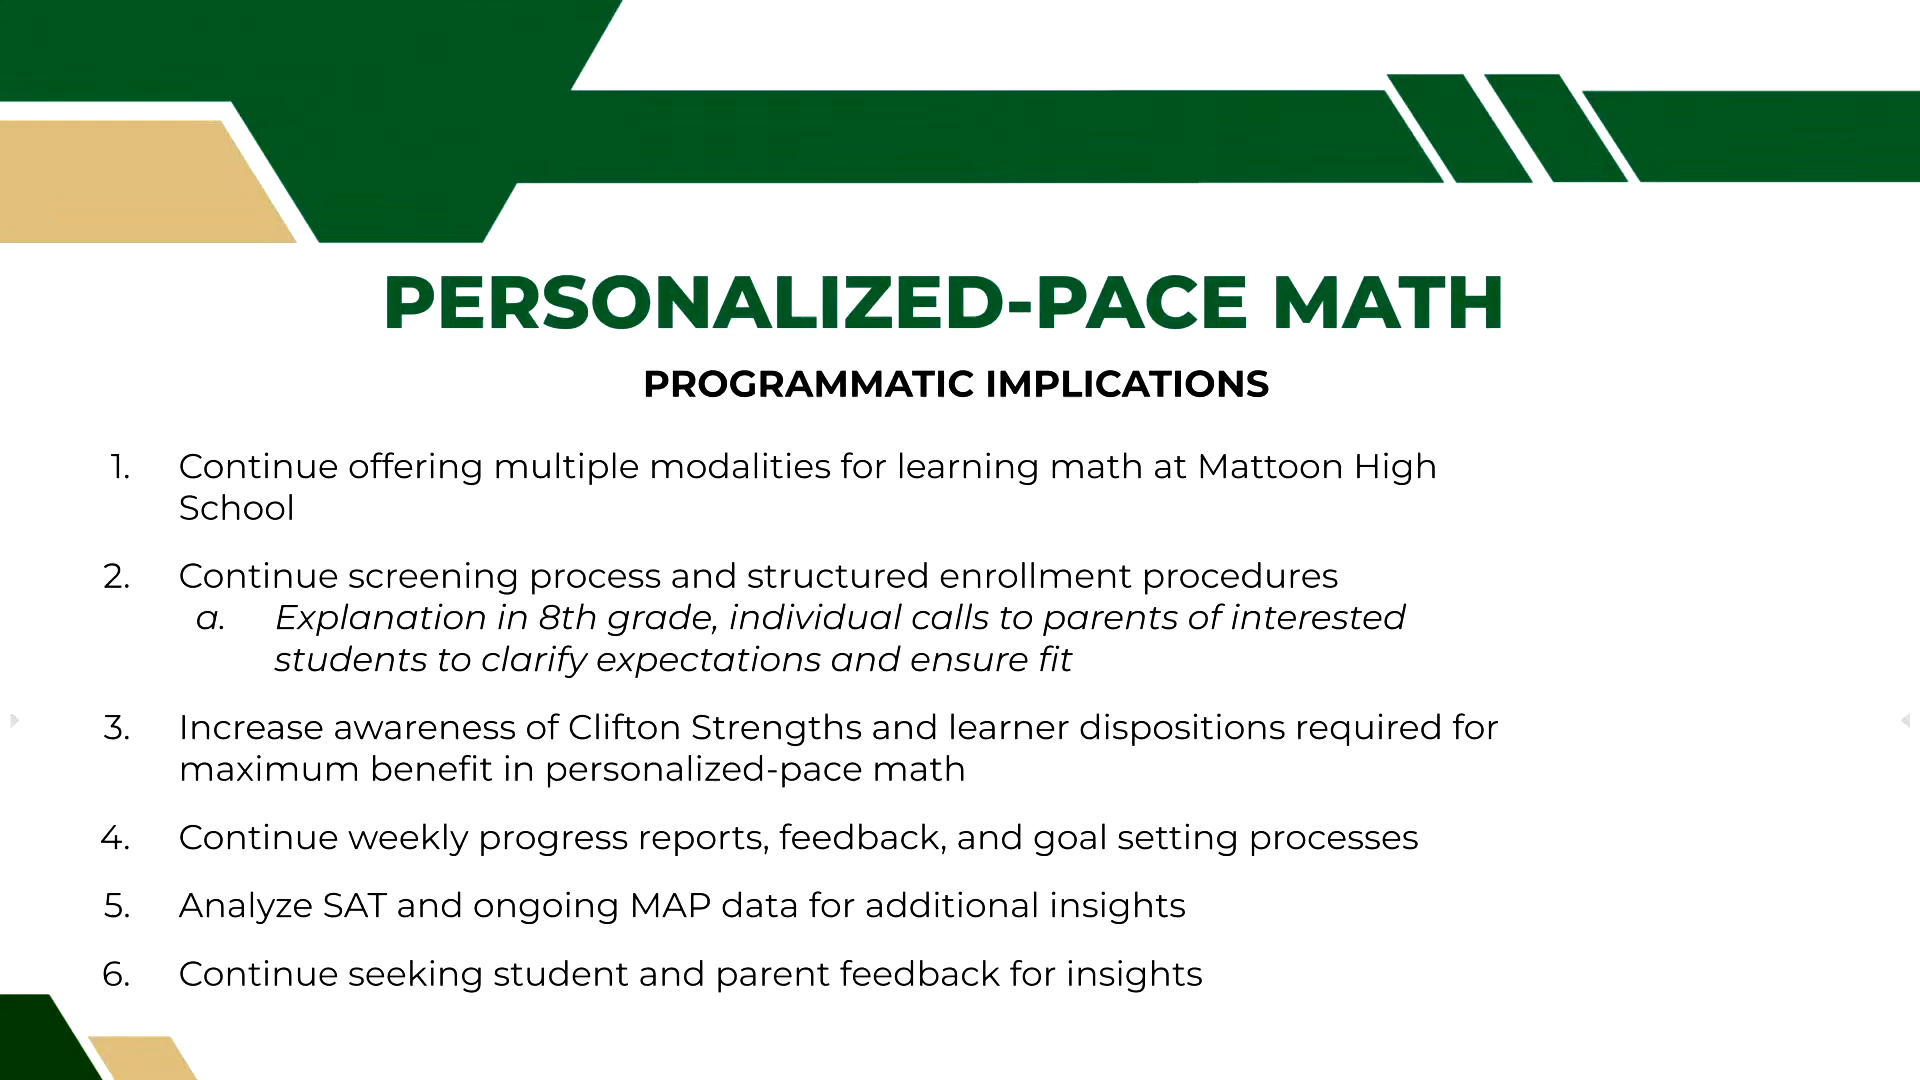 PERSONALIZED-PACE MATH
PROGRAMMATIC IMPLICATIONS
1. Continue offering multiple modalities for learning math at Mattoon High
School
2. Continue screening process and structured enrollment procedures
a. Explanation in 8th grade, individual calls to parents of interested
students to clarify expectations and ensure fit
3. Increase awareness of Clifton Strengths and learner dispositions required for
maximum benefit in personalized-pace math
4. Continue weekly progress reports, feedback, and goal setting processes
5. Analyze SAT and ongoing MAP data for additional insights
6. Continue seeking student and parent feedback for insights